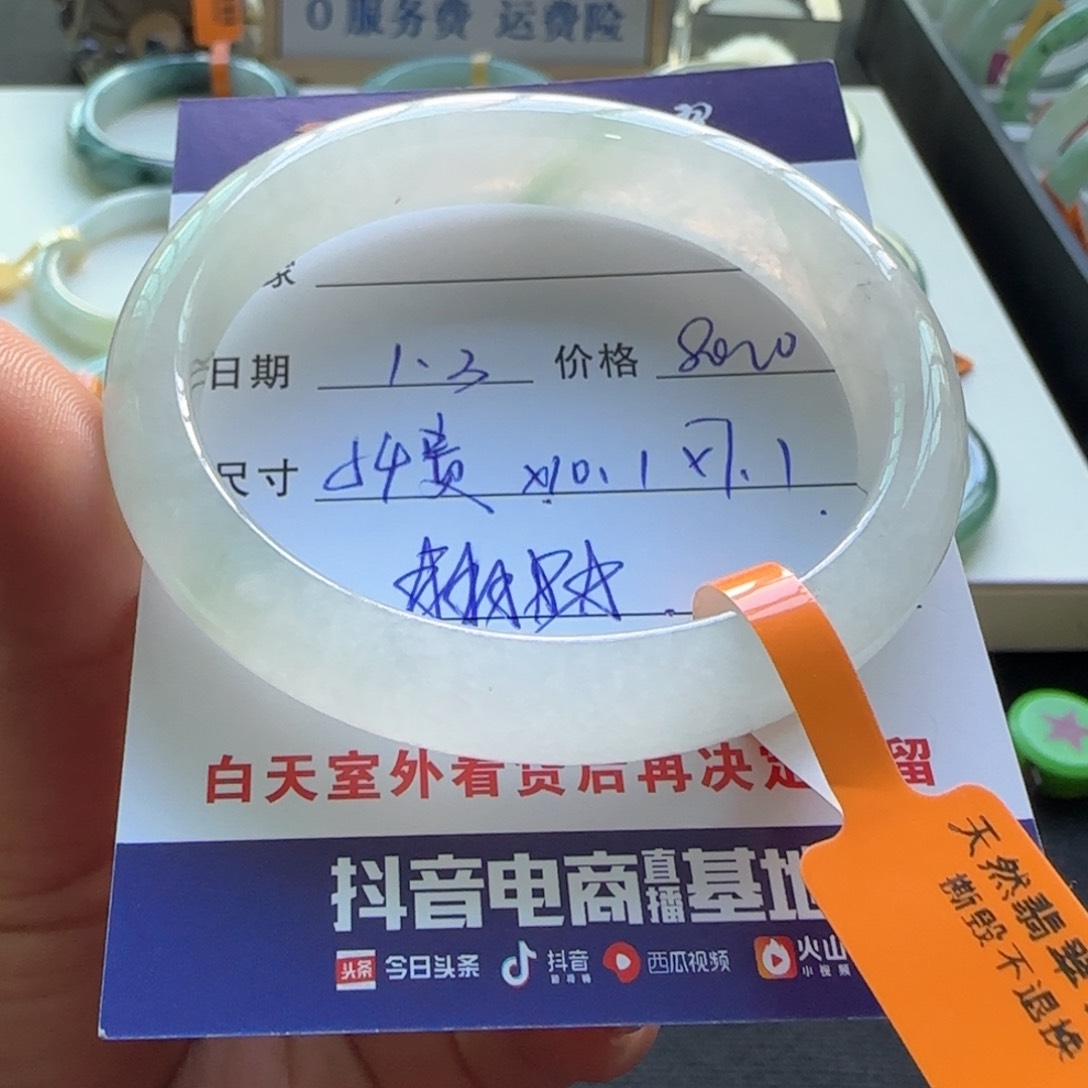 0服务费 运费险
日期 1.3 价格 8020
尺寸 54贵 x10.1 x7.1
白天室外看货后再决定 留
抖音电商直播基地
头条 今日头条 抖音 西瓜视频 火山小视频
天然翡翠
撕毁不退换